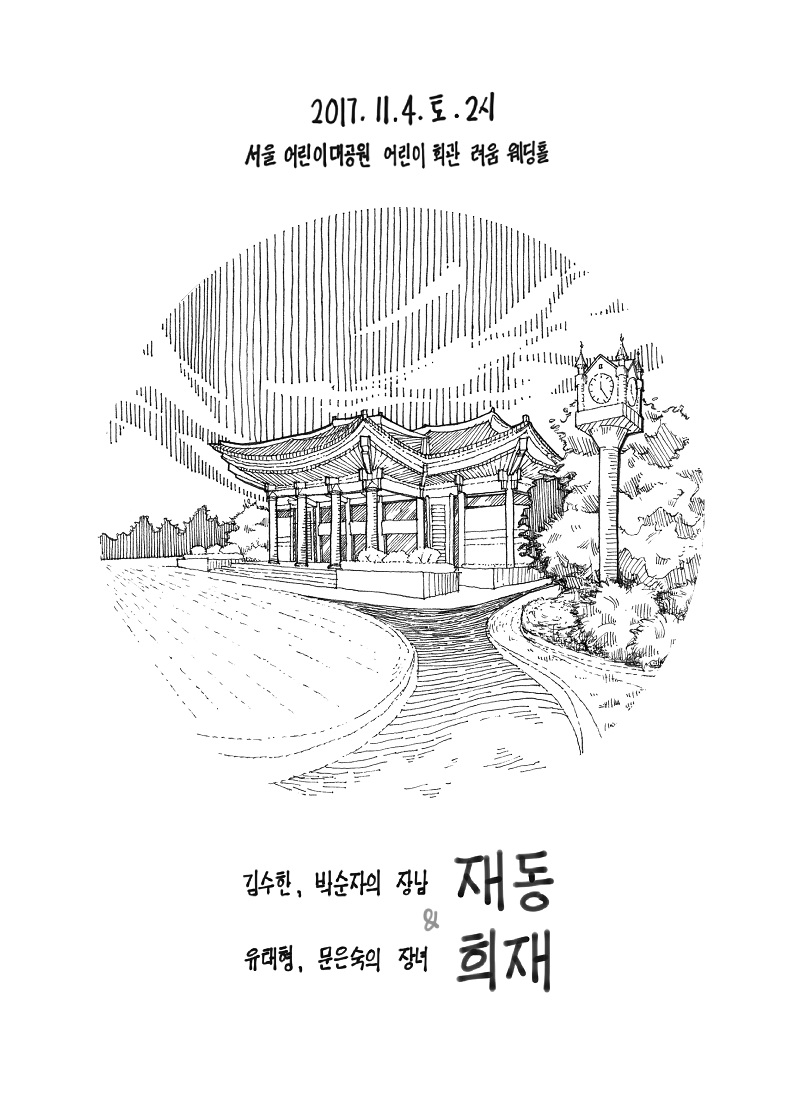 2017. 11. 4. 토. 2시
서울 어린이대공원 어린이 회관 려움 웨딩홀
김수한, 박순자의 장남 재동
&
유태형, 문은숙의 장녀 희재